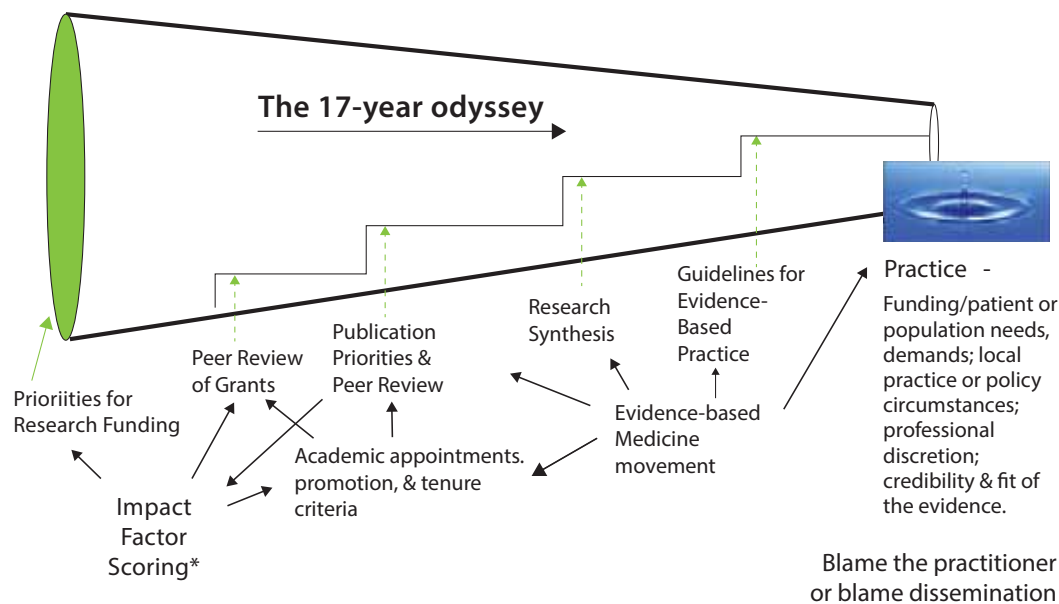 The 17-year odyssey
Prioriities for
Research Funding
Peer Review
of Grants
Publication
Priorities &
Peer Review
Research
Synthesis
Guidelines for
Evidence-
Based
Practice
Practice -
Funding/patient or
population needs,
demands; local
practice or policy
circumstances;
professional
discretion;
credibility & fit of
the evidence.
Impact
Factor
Scoring*
Academic appointments.
promotion, & tenure
criteria
Evidence-based
Medicine
movement
Blame the practitioner
or blame dissemination